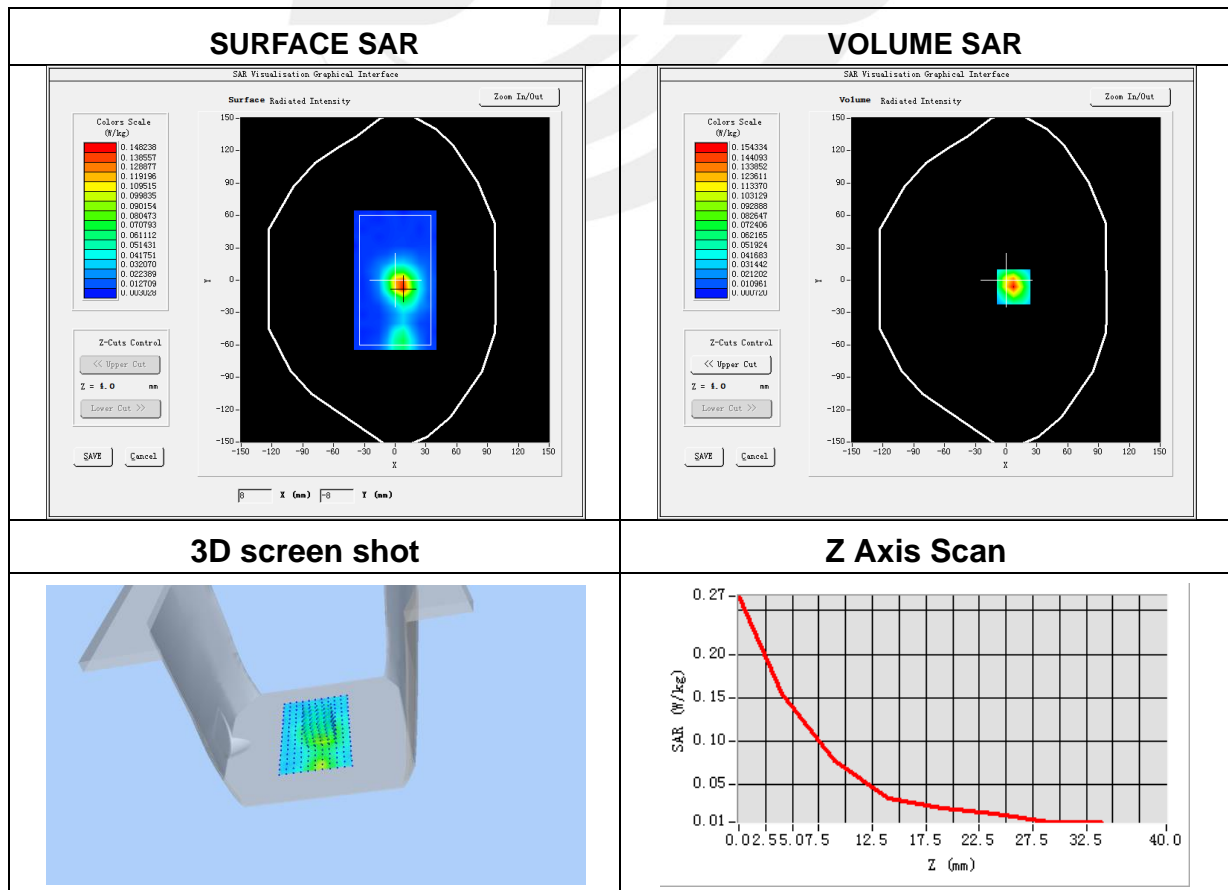 SURFACE SAR
VOLUME SAR
SAR Visualisation Graphical Interface
Surface Radiated Intensity
Zoom In/Out
Colors Scale
(W/kg)
0.148238
0.138557
0.128877
0.119196
0.109515
0.099835
0.090154
0.080473
0.070793
0.061112
0.051431
0.041751
0.032070
0.022389
0.012709
0.003028
Z-Cuts Control
<< Upper Cut
Z = 4.0 mm
Lower Cut >>
SAVE Cancel
150
120
90
60
30
0
-30
-60
-90
-120
-150
Y
-150 -120 -90 -60 -30 0 30 60 90 120 150
X
8 X (mm) -8 Y (mm)
SAR Visualisation Graphical Interface
Volume Radiated Intensity
Zoom In/Out
Colors Scale
(W/kg)
0.154334
0.144093
0.133852
0.123611
0.113370
0.103129
0.092888
0.082647
0.072406
0.062165
0.051924
0.041683
0.031442
0.021202
0.010961
0.000720
Z-Cuts Control
<< Upper Cut
Z = 4.0 mm
Lower Cut >>
SAVE Cancel
150
120
90
60
30
0
-30
-60
-90
-120
-150
Y
-150 -120 -90 -60 -30 0 30 60 90 120 150
X
3D screen shot
Z Axis Scan
0.27
0.20
0.15
0.10
0.05
0.01
SAR (W/kg)
0.0 2.5 5.0 7.5 12.5 17.5 22.5 27.5 32.5 40.0
Z (mm)